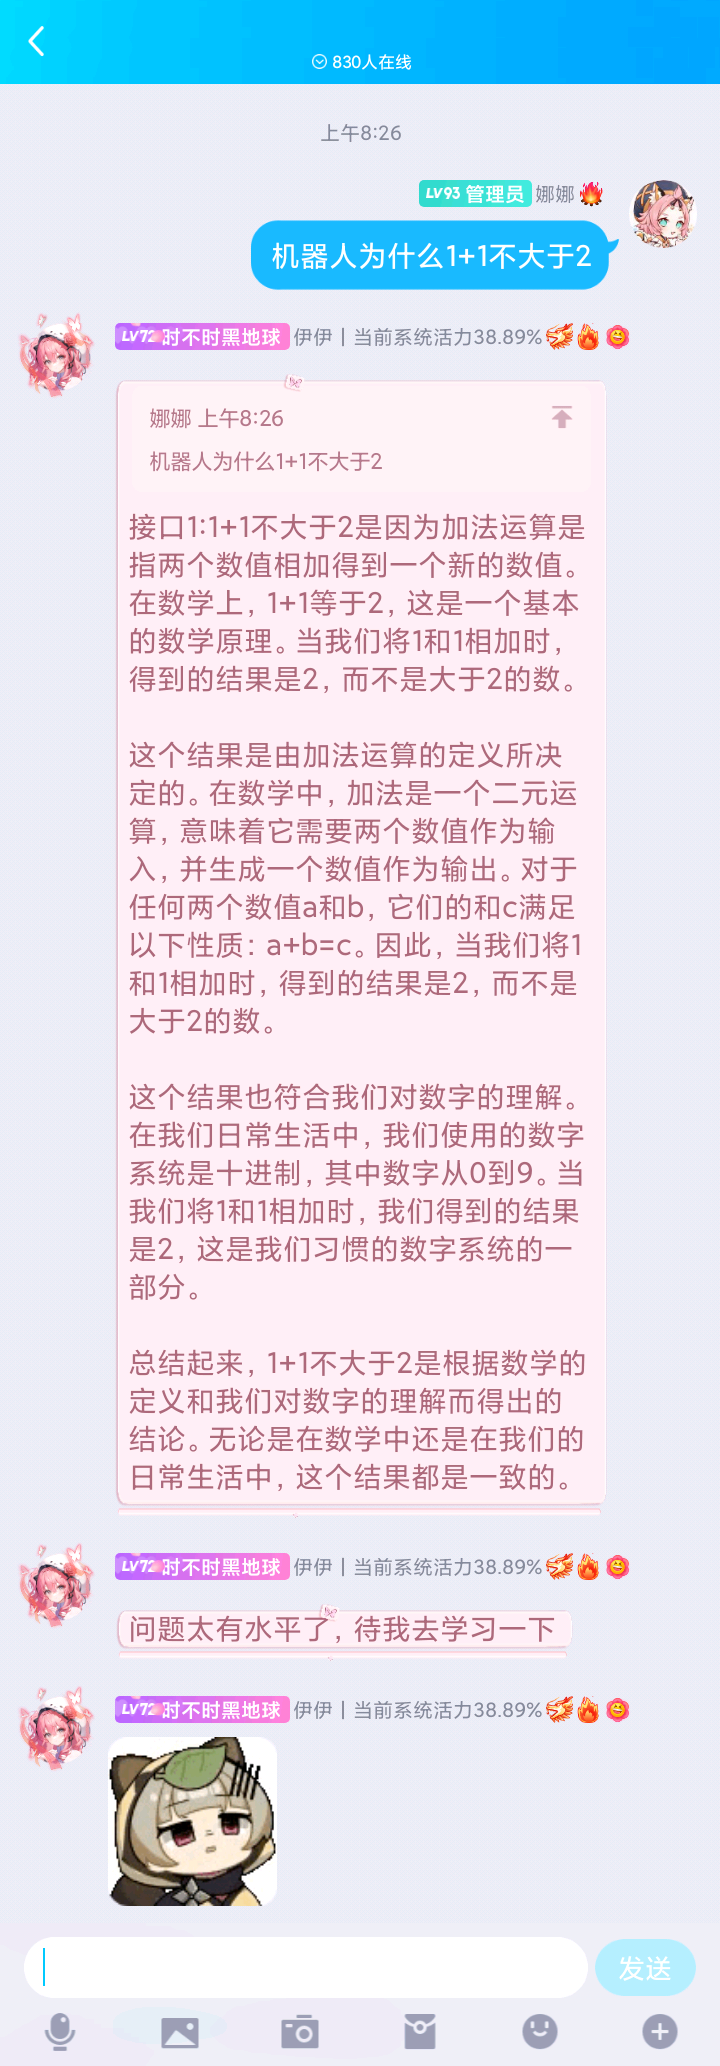 830人在线
上午8:26
LV93 管理员 娜娜
机器人为什么1+1不大于2
LV72 时不时黑地球 伊伊丨当前系统活力38.89%
娜娜 上午8:26
机器人为什么1+1不大于2
接口1:1+1不大于2是因为加法运算是
指两个数值相加得到一个新的数值。
在数学上，1+1等于2，这是一个基本
的数学原理。当我们将1和1相加时，
得到的结果是2，而不是大于2的数。
这个结果是由加法运算的定义所决
定的。在数学中，加法是一个二元运
算，意味着它需要两个数值作为输
入，并生成一个数值作为输出。对于
任何两个数值a和b，它们的和c满足
以下性质：a+b=c。因此，当我们将1
和1相加时，得到的结果是2，而不是
大于2的数。
这个结果也符合我们对数字的理解。
在我们日常生活中，我们使用的数字
系统是十进制，其中数字从0到9。当
我们将1和1相加时，我们得到的结果
是2，这是我们习惯的数字系统的一
部分。
总结起来，1+1不大于2是根据数学的
定义和我们对数字的理解而得出的
结论。无论是在数学中还是在我们的
日常生活中，这个结果都是一致的。
LV72 时不时黑地球 伊伊丨当前系统活力38.89%
问题太有水平了，待我去学习一下
LV72 时不时黑地球 伊伊丨当前系统活力38.89%
发送